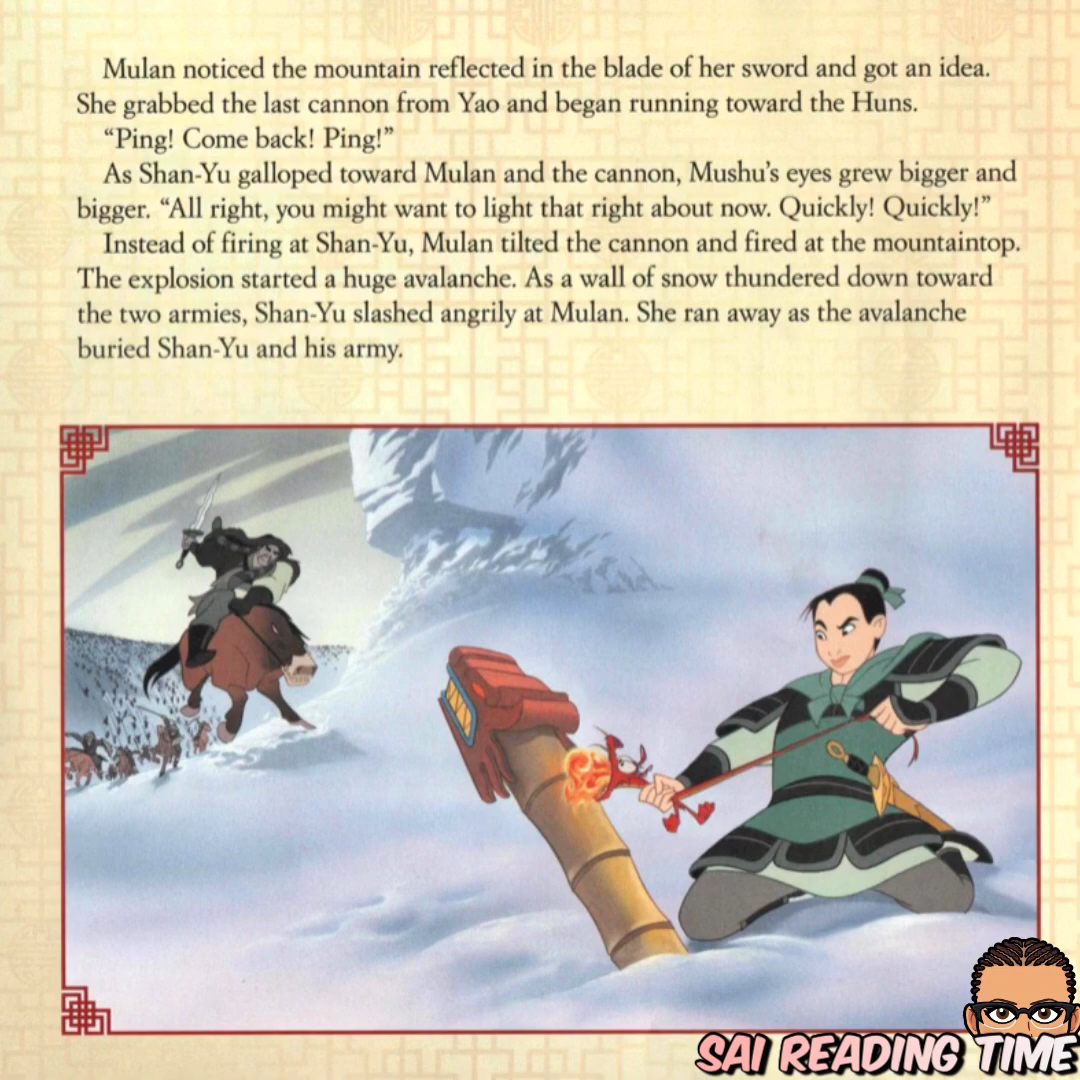 Mulan noticed the mountain reflected in the blade of her sword and got an idea.
She grabbed the last cannon from Yao and began running toward the Huns.
“Ping! Come back! Ping!”
As Shan-Yu galloped toward Mulan and the cannon, Mushu’s eyes grew bigger and
bigger. “All right, you might want to light that right about now. Quickly! Quickly!”
Instead of firing at Shan-Yu, Mulan tilted the cannon and fired at the mountaintop.
The explosion started a huge avalanche. As a wall of snow thundered down toward
the two armies, Shan-Yu slashed angrily at Mulan. She ran away as the avalanche
buried Shan-Yu and his army.
SAI READING TIME